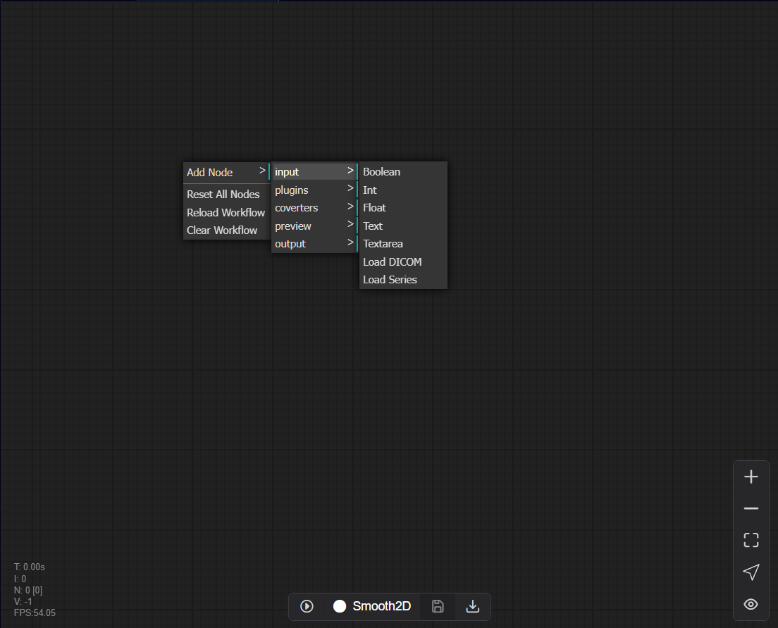 Add Node >
Reset All Nodes
Reload Workflow
Clear Workflow
input >
plugins >
coverters >
preview >
output >
Boolean
Int
Float
Text
Textarea
Load DICOM
Load Series
T: 0.00s
I: 0
N: 0 [0]
V: -1
FPS:54.05
Smooth2D